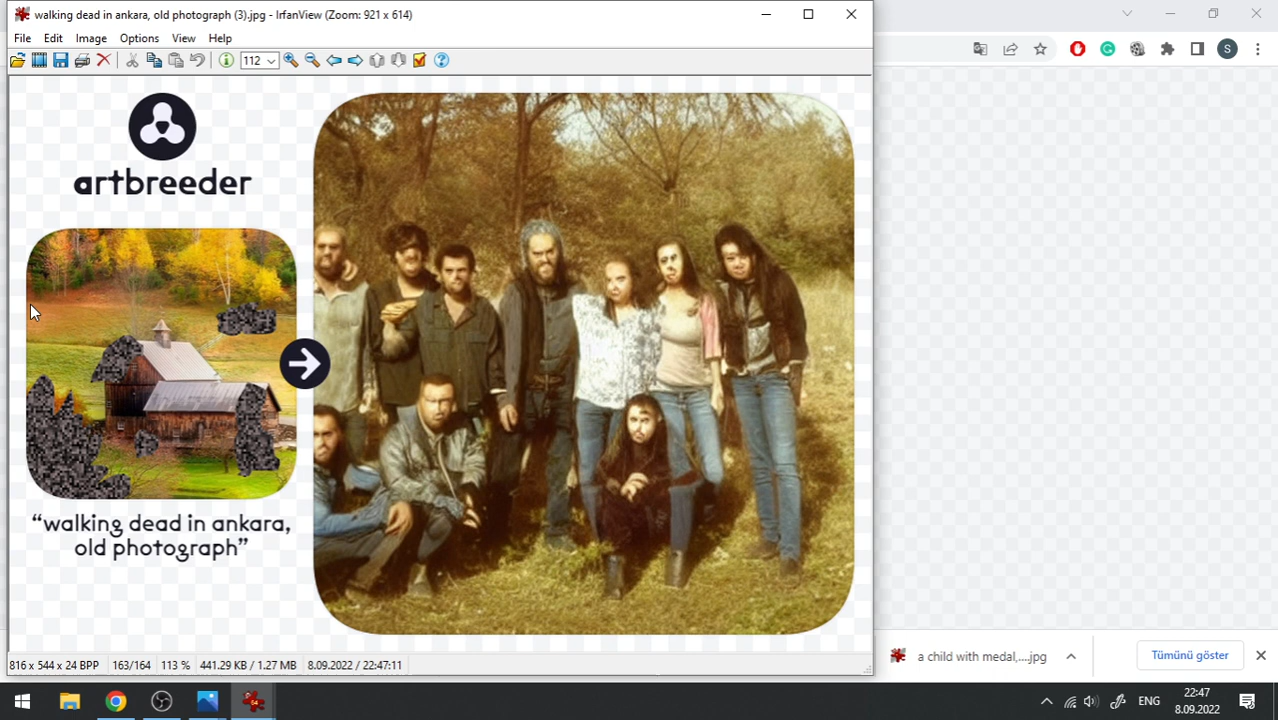 walking dead in ankara, old photograph (3).jpg - IrfanView (Zoom: 921 x 614)
File Edit Image Options View Help
112
S
artbreeder
“walking dead in ankara,
old photograph”
816 x 544 x 24 BPP 163/164 113 % 441.29 KB / 1.27 MB 8.09.2022 / 22:47:11
a child with medal,....jpg
Tümünü göster
ENG
22:47
8.09.2022